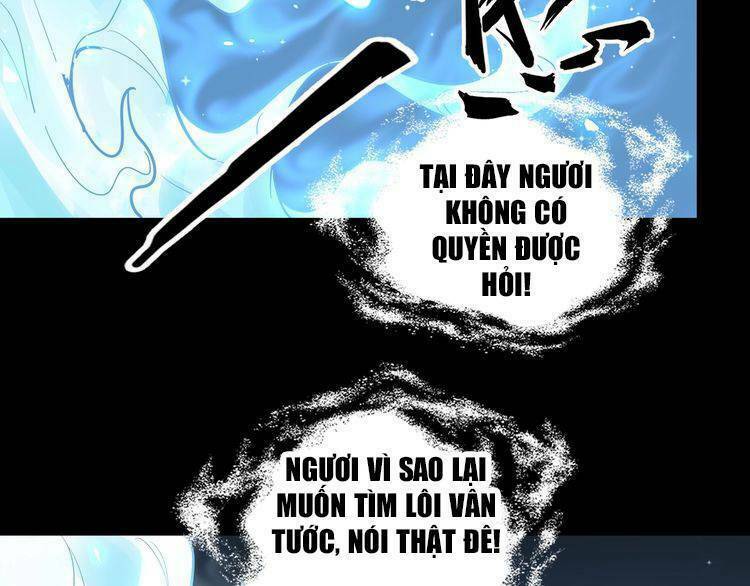 TẠI ĐÂY NGƯƠI
KHÔNG CÓ
QUYỀN ĐƯỢC
HỎI!
NGƯƠI VÌ SAO LẠI
MUỐN TÌM LÔI VÂN
TƯỚC, NÓI THẬT ĐÊ!